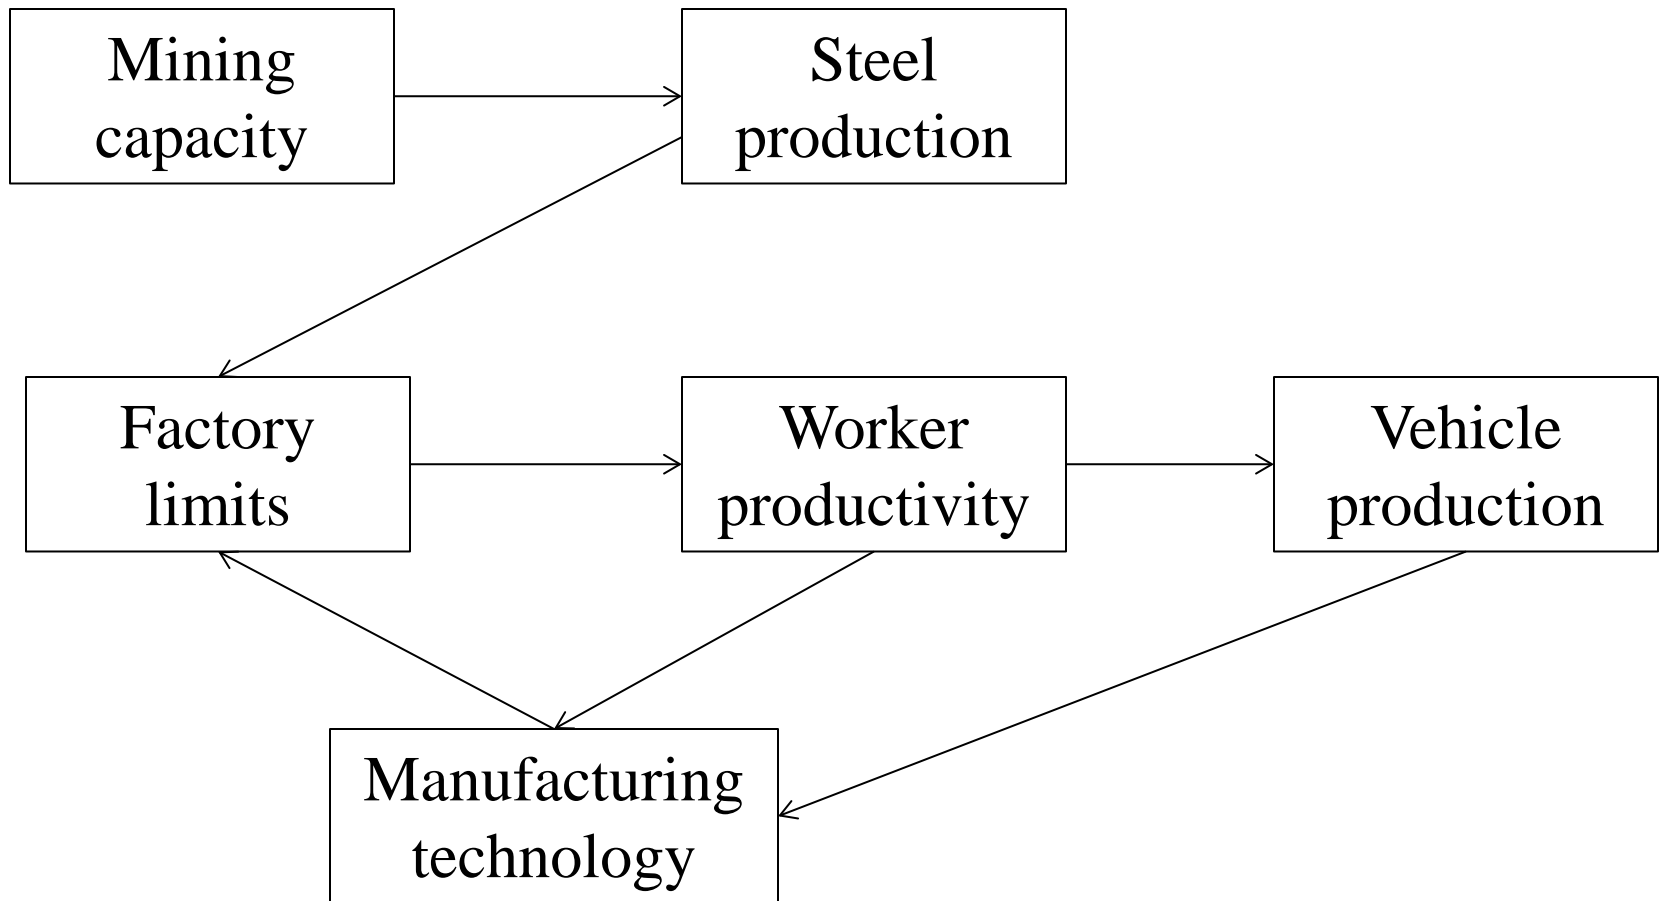 Mining
capacity
Steel
production
Factory
limits
Worker
productivity
Vehicle
production
Manufacturing
technology